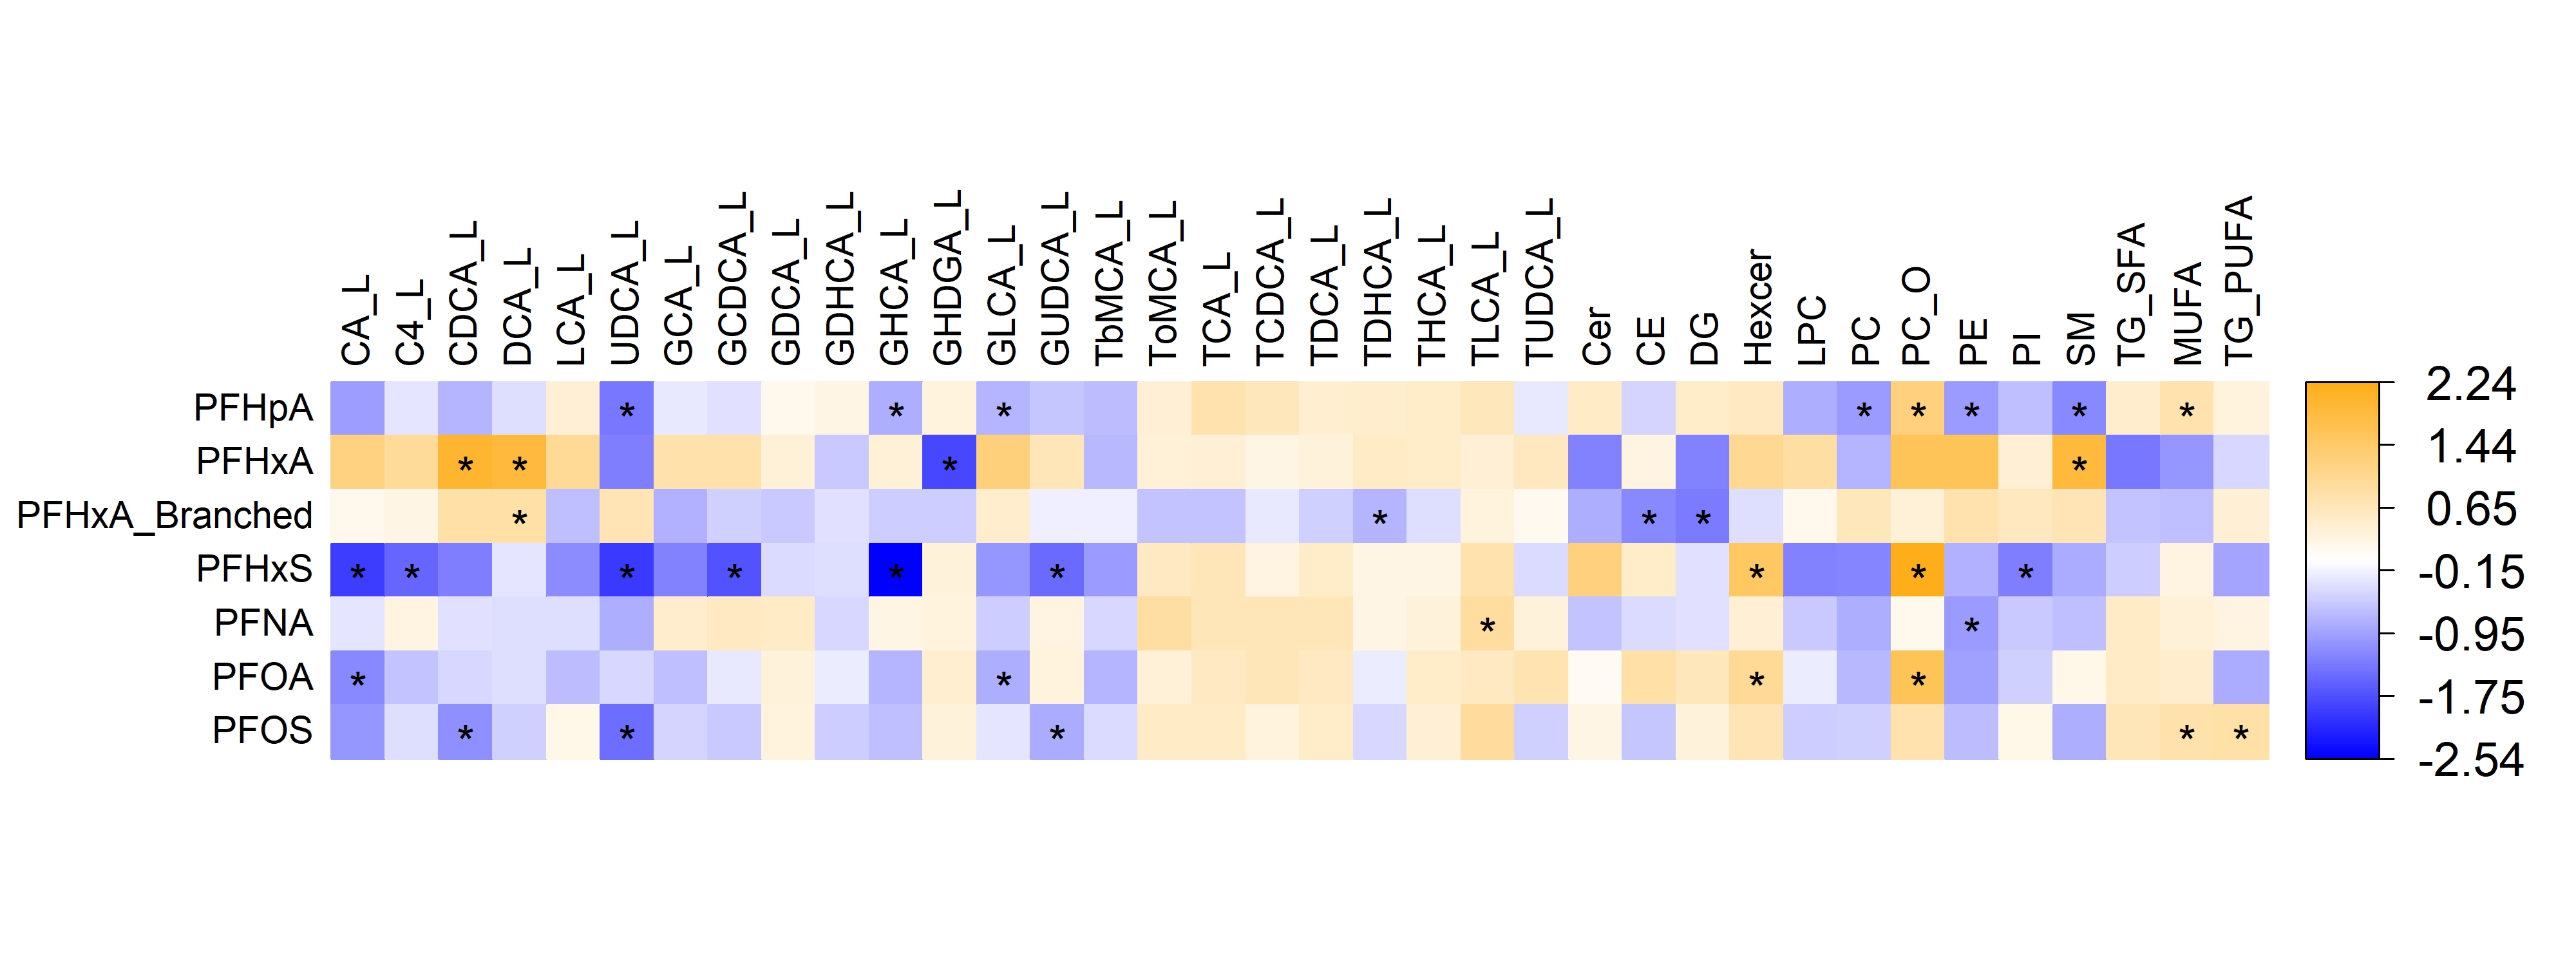 CA_L
C4_L
CDCA_L
DCA_L
LCA_L
UDCA_L
GCA_L
GCDCA_L
GDCA_L
GDHCA_L
GHCA_L
GHDGA_L
GLCA_L
GUDCA_L
TbMCA_L
ToMCA_L
TCA_L
TCDCA_L
TDCA_L
TDHCA_L
THCA_L
TLCA_L
TUDCA_L
Cer
CE
DG
Hexcer
LPC
PC
PC_O
PE
PI
SM
TG_SFA
MUFA
TG_PUFA
PFHpA * * * * * * * *
PFHxA * * * *
PFHxA_Branched * * * *
PFHxS * * * * * * * * *
PFNA * *
PFOA * * * *
PFOS * * * * *
2.24
1.44
0.65
-0.15
-0.95
-1.75
-2.54